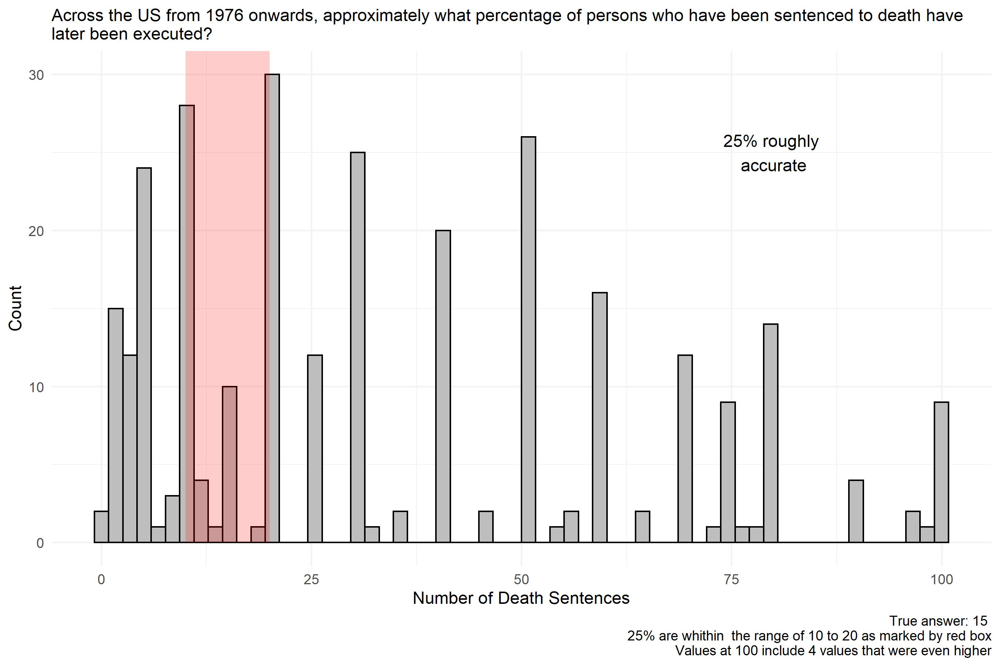 Across the US from 1976 onwards, approximately what percentage of persons who have been sentenced to death have
later been executed?
30
20
10
0
Count
25% roughly
accurate
0 25 50 75 100
Number of Death Sentences
True answer: 15
25% are whithin  the range of 10 to 20 as marked by red box
Values at 100 include 4 values that were even higher